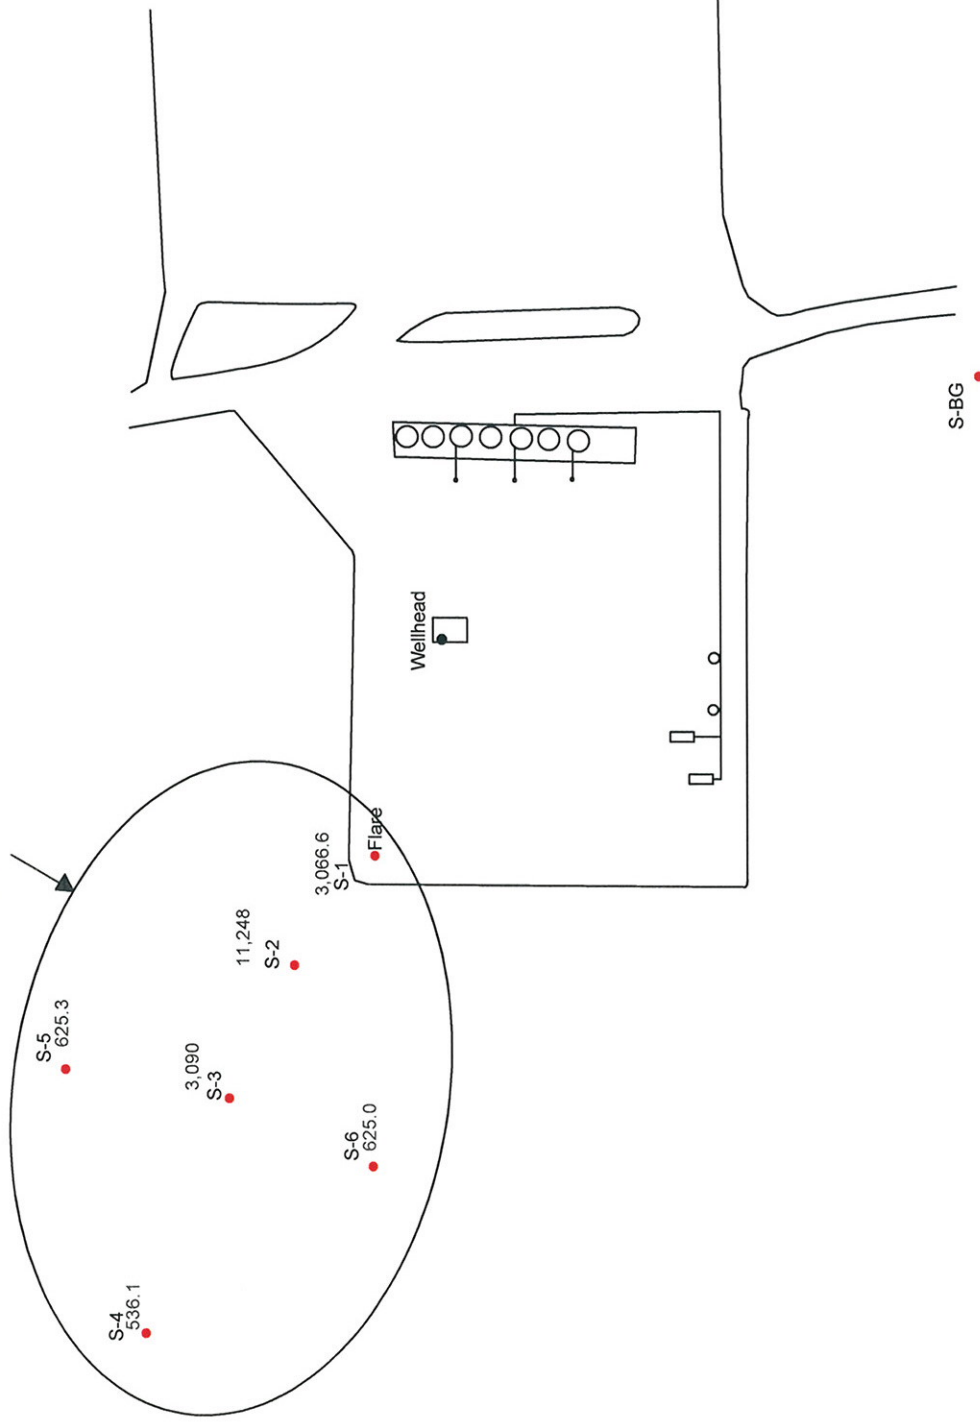 S-5
625.3
S-4
536.1
3,090
S-3
11,248
S-2
3,066.6
S-1
Flare
S-6
625.0
Wellhead
S-BG